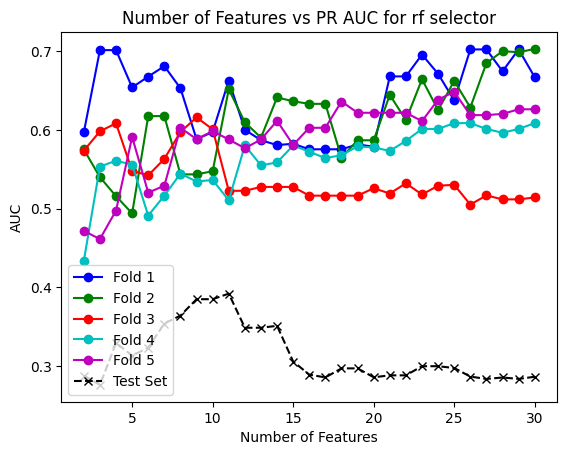 Number of Features vs PR AUC for rf selector
AUC
0.7
0.6
0.5
0.4
0.3
Fold 1
Fold 2
Fold 3
Fold 4
Fold 5
Test Set
5 10 15 20 25 30
Number of Features